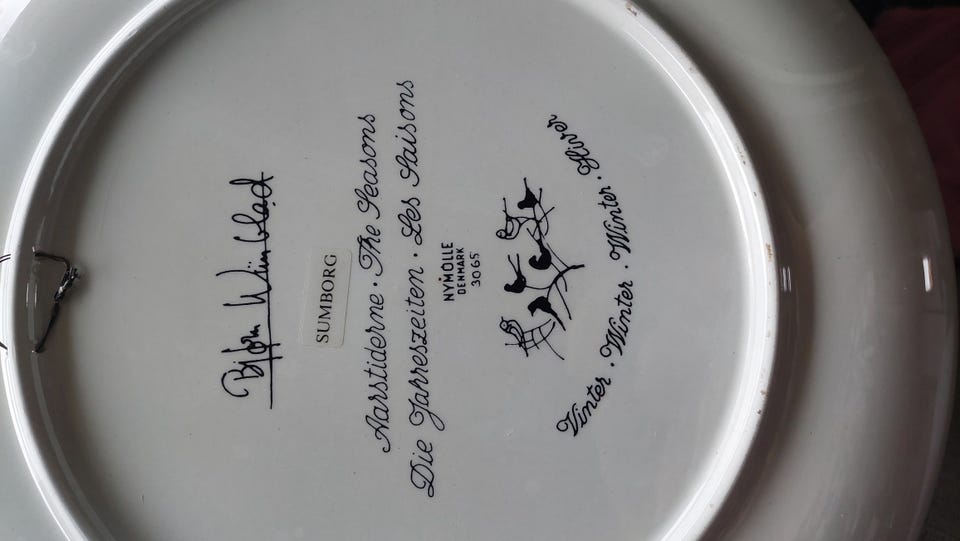 Bjørn Wiinblad
SUMBORG
Aarstiderne · The Seasons
Die Jahreszeiten · Les Saisons
NYMØLLE
DENMARK
3065
Vinter · Winter · Winter · Hiver